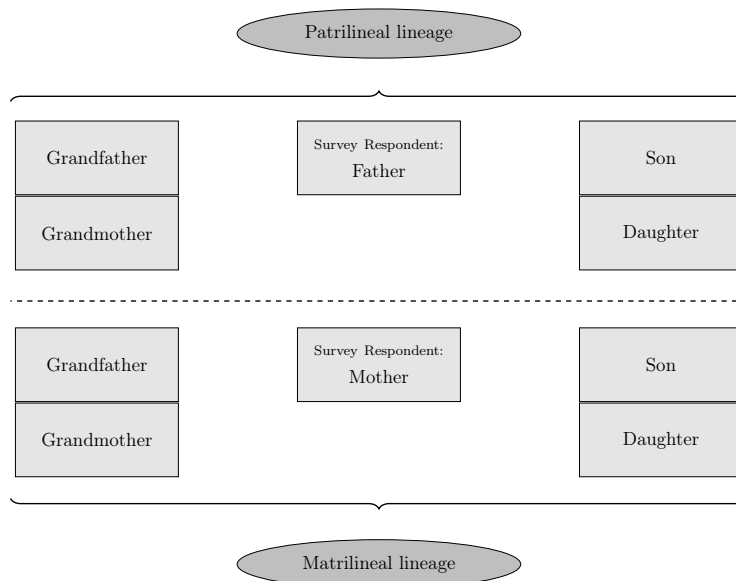 Patrilineal lineage
Grandfather
Survey Respondent:
Father
Son
Grandmother
Daughter
Grandfather
Survey Respondent:
Mother
Son
Grandmother
Daughter
Matrilineal lineage